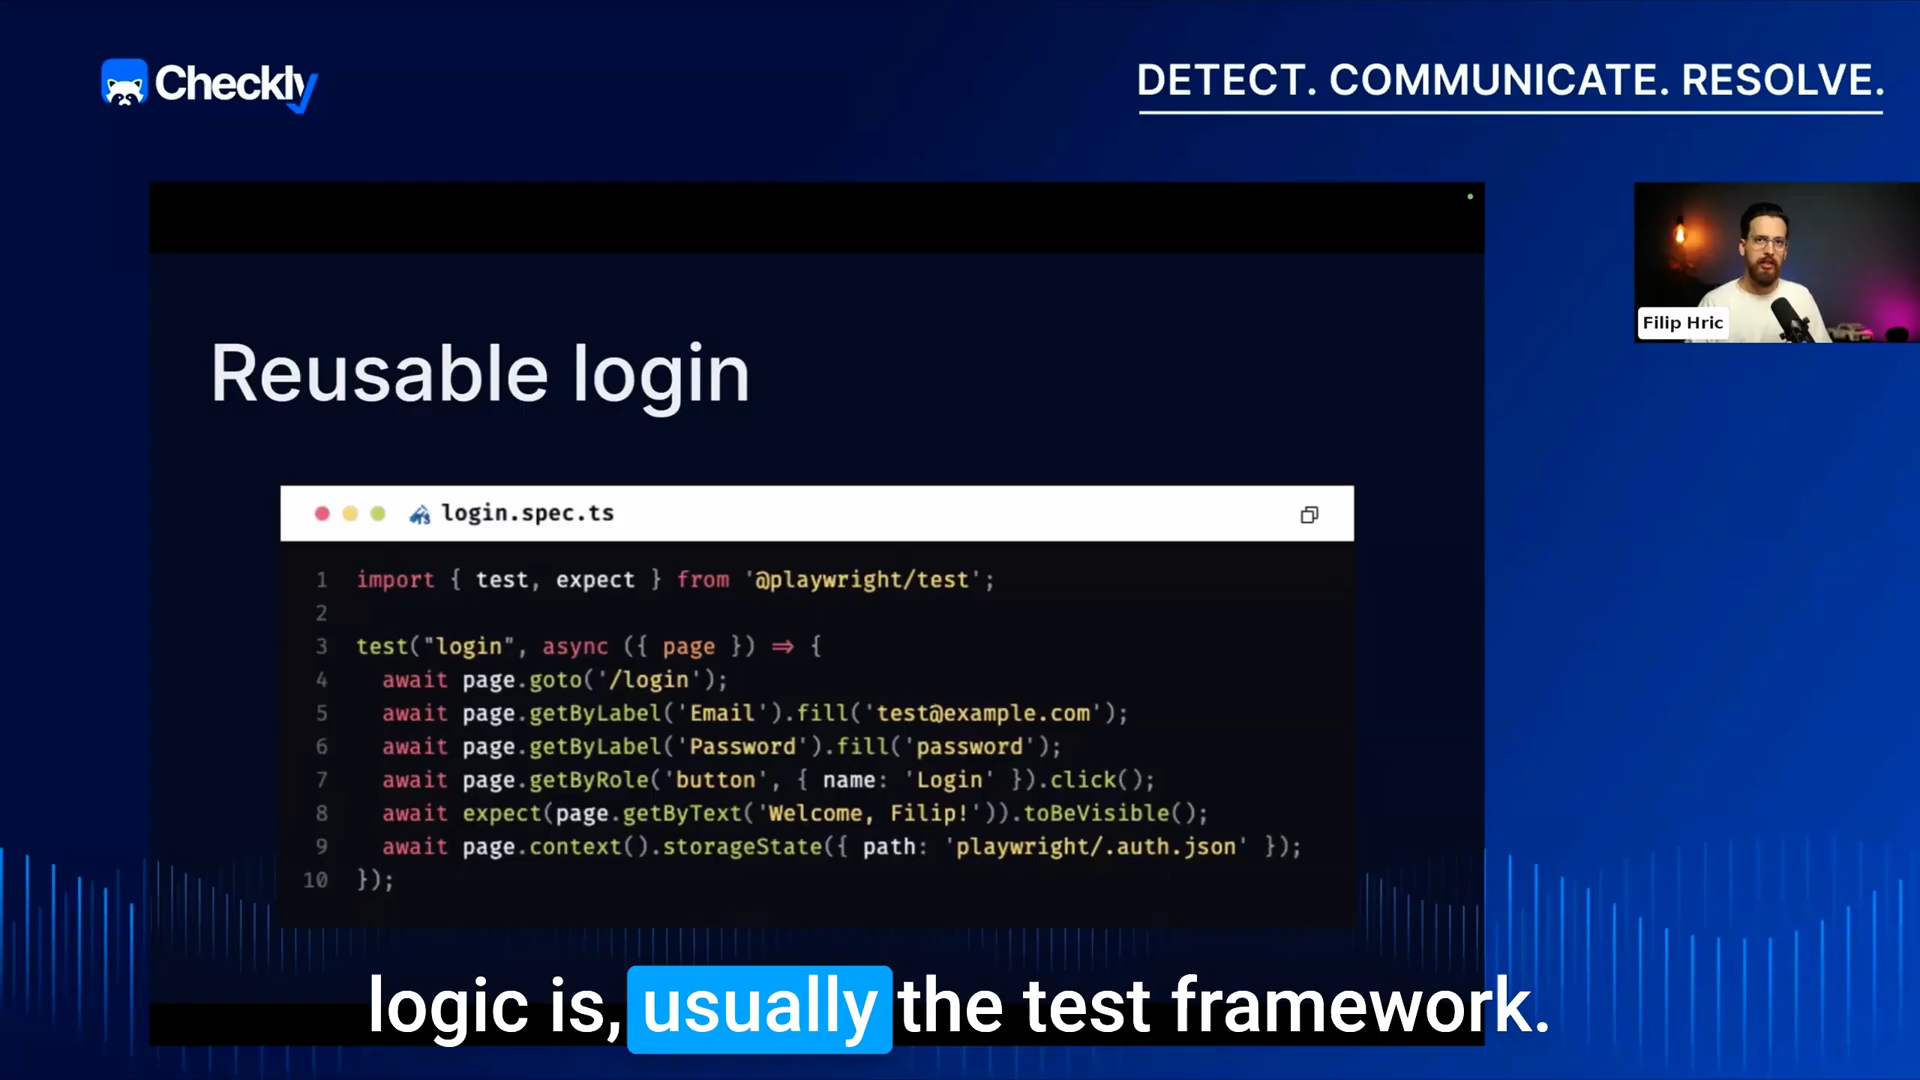 Checkly
DETECT. COMMUNICATE. RESOLVE.
Filip Hric
Reusable login
login.spec.ts
1 import { test, expect } from '@playwright/test';
2
3 test("login", async ({ page }) => {
4 await page.goto('/login');
5 await page.getByLabel('Email').fill('test@example.com');
6 await page.getByLabel('Password').fill('password');
7 await page.getByRole('button', { name: 'Login' }).click();
8 await expect(page.getByText('Welcome, Filip!')).toBeVisible();
9 await page.context().storageState({ path: 'playwright/.auth.json' });
10 });
logic is, usually the test framework.